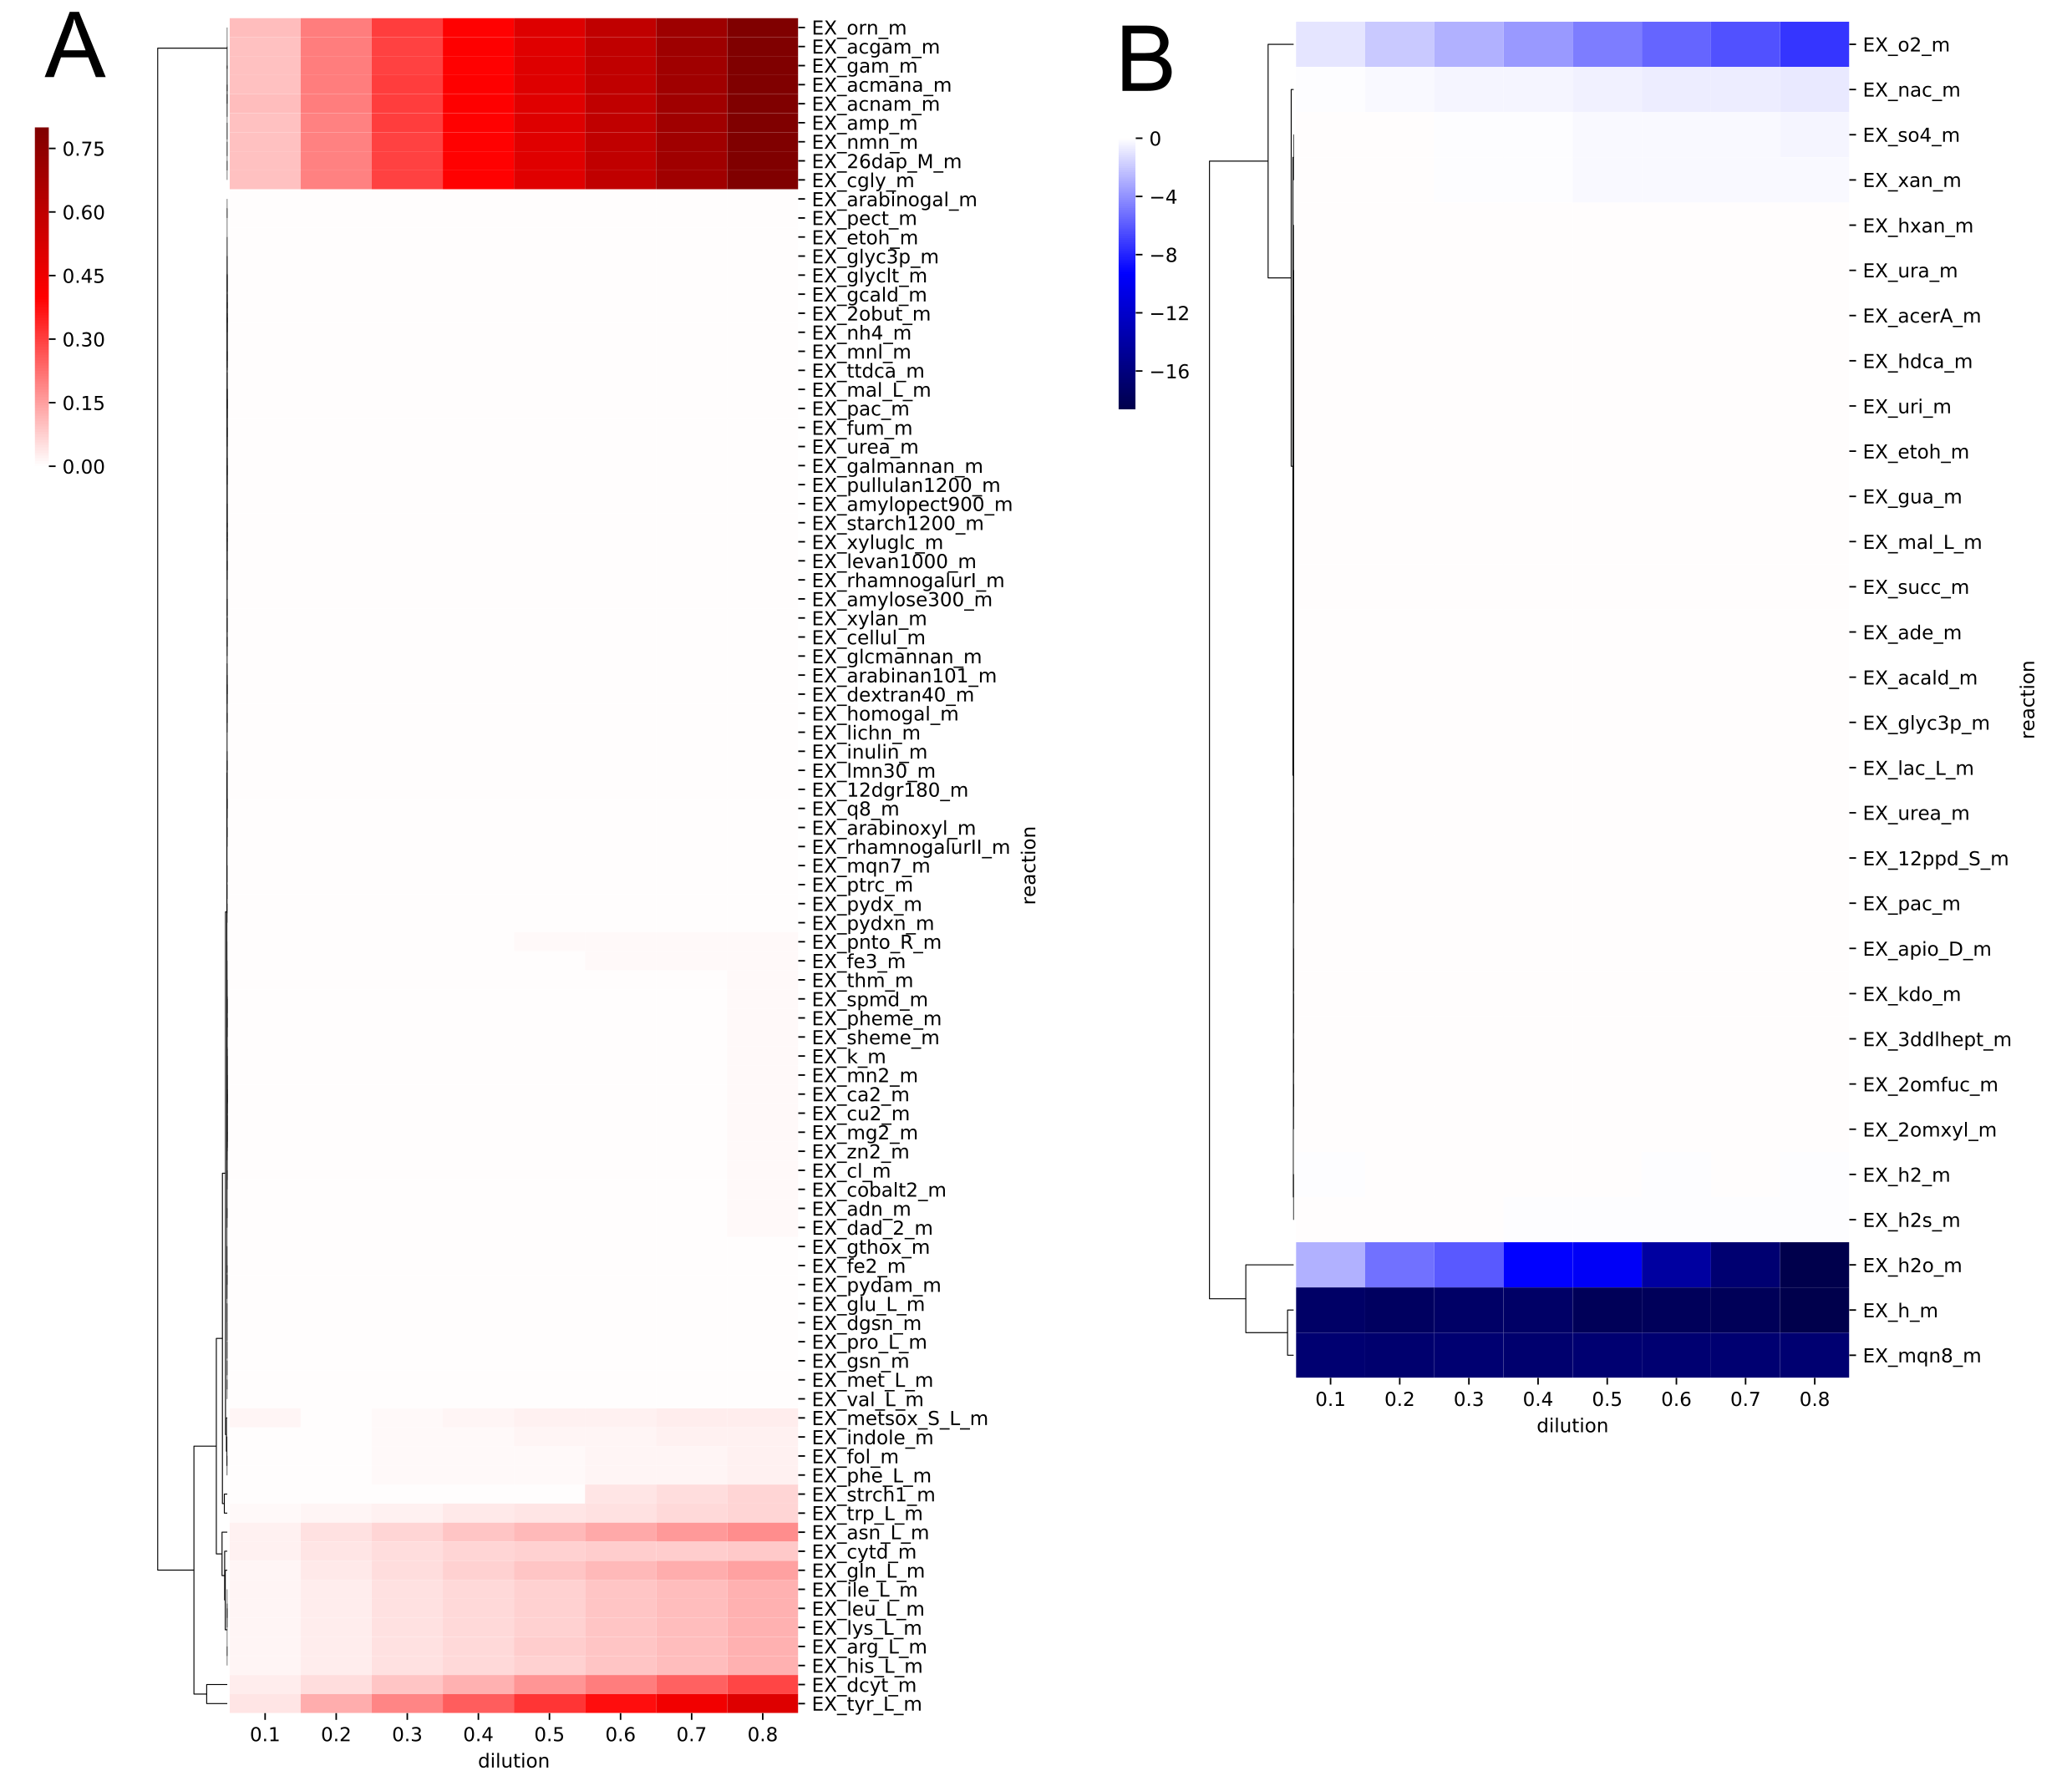 A
0.75
0.60
0.45
0.30
0.15
0.00
EX_orn_m
EX_acgam_m
EX_gam_m
EX_acmana_m
EX_acnam_m
EX_amp_m
EX_nmn_m
EX_26dap_M_m
EX_cgly_m
EX_arabinogal_m
EX_pect_m
EX_etoh_m
EX_glyc3p_m
EX_glyclt_m
EX_gcald_m
EX_2obut_m
EX_nh4_m
EX_mnl_m
EX_ttdca_m
EX_mal_L_m
EX_pac_m
EX_fum_m
EX_urea_m
EX_galmannan_m
EX_pullulan1200_m
EX_amylopect900_m
EX_starch1200_m
EX_xyluglc_m
EX_levan1000_m
EX_rhamnogalurI_m
EX_amylose300_m
EX_xylan_m
EX_cellul_m
EX_glcmannan_m
EX_arabinan101_m
EX_dextran40_m
EX_homogal_m
EX_lichn_m
EX_inulin_m
EX_lmn30_m
EX_12dgr180_m
EX_q8_m
EX_arabinoxyl_m
EX_rhamnogalurII_m
EX_mqn7_m
EX_ptrc_m
EX_pydx_m
EX_pydxn_m
EX_pnto_R_m
EX_fe3_m
EX_thm_m
EX_spmd_m
EX_pheme_m
EX_sheme_m
EX_k_m
EX_mn2_m
EX_ca2_m
EX_cu2_m
EX_mg2_m
EX_zn2_m
EX_cl_m
EX_cobalt2_m
EX_adn_m
EX_dad_2_m
EX_gthox_m
EX_fe2_m
EX_pydam_m
EX_glu_L_m
EX_dgsn_m
EX_pro_L_m
EX_gsn_m
EX_met_L_m
EX_val_L_m
EX_metsox_S_L_m
EX_indole_m
EX_fol_m
EX_phe_L_m
EX_strch1_m
EX_trp_L_m
EX_asn_L_m
EX_cytd_m
EX_gln_L_m
EX_ile_L_m
EX_leu_L_m
EX_lys_L_m
EX_arg_L_m
EX_his_L_m
EX_dcyt_m
EX_tyr_L_m
reaction
0.1 0.2 0.3 0.4 0.5 0.6 0.7 0.8
dilution
B
0
−4
−8
−12
−16
EX_o2_m
EX_nac_m
EX_so4_m
EX_xan_m
EX_hxan_m
EX_ura_m
EX_acerA_m
EX_hdca_m
EX_uri_m
EX_etoh_m
EX_gua_m
EX_mal_L_m
EX_succ_m
EX_ade_m
EX_acald_m
EX_glyc3p_m
EX_lac_L_m
EX_urea_m
EX_12ppd_S_m
EX_pac_m
EX_apio_D_m
EX_kdo_m
EX_3ddlhept_m
EX_2omfuc_m
EX_2omxyl_m
EX_h2_m
EX_h2s_m
EX_h2o_m
EX_h_m
EX_mqn8_m
reaction
0.1 0.2 0.3 0.4 0.5 0.6 0.7 0.8
dilution